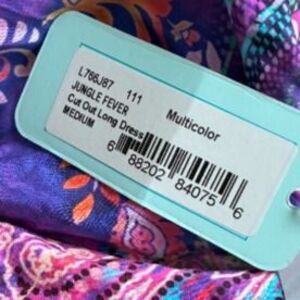 L766J87 111
JUNGLE FEVER
Cut Out Long Dress
MEDIUM
Multicolor
6 88202 84075 6